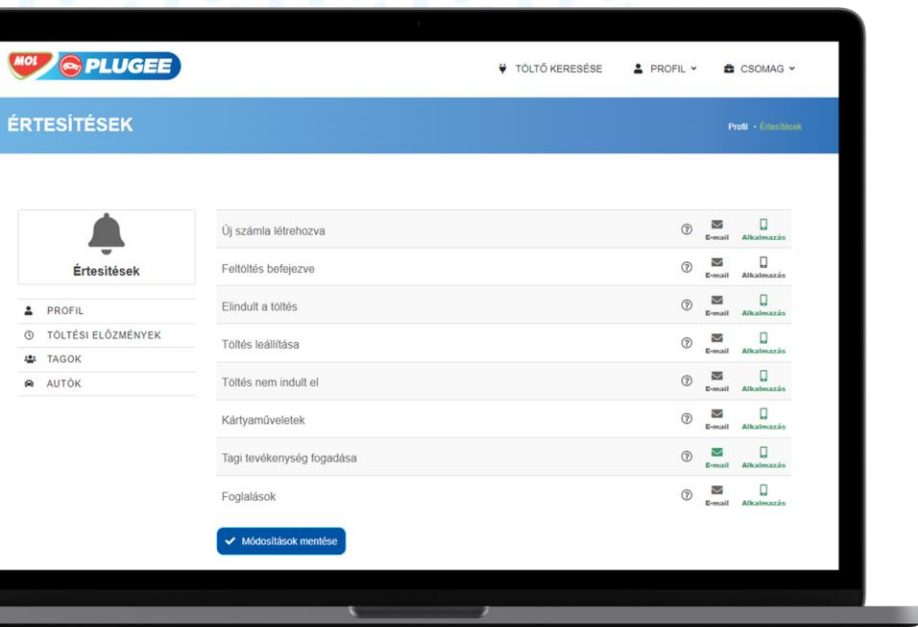 MOL PLUGEE
TÖLTŐ KERESÉSE PROFIL CSOMAG
ÉRTESÍTÉSEK
Profil • Értesítések
Értesitések
PROFIL
TÖLTÉSI ELŐZMÉNYEK
TAGOK
AUTÓK
Új számla létrehozva E-mail Alkalmazás
Feltöltés befejezve E-mail Alkalmazás
Elindult a töltés E-mail Alkalmazás
Töltés leállítása E-mail Alkalmazás
Töltés nem indult el E-mail Alkalmazás
Kártyaműveletek E-mail Alkalmazás
Tagi tevékenység fogadása E-mail Alkalmazás
Foglalások E-mail Alkalmazás
Módosítások mentése